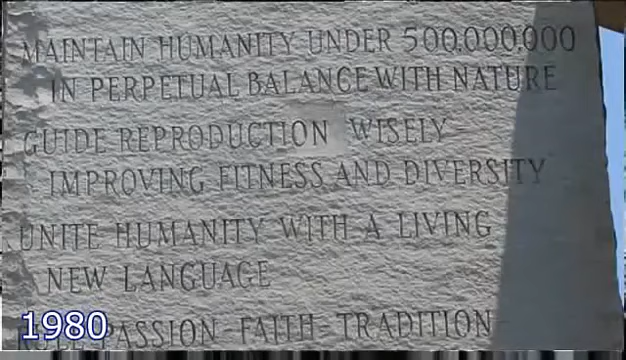 MAINTAIN HUMANITY UNDER 500,000,000
IN PERPETUAL BALANCE WITH NATURE
GUIDE REPRODUCTION WISELY-
IMPROVING FITNESS AND DIVERSITY
UNITE HUMANITY WITH A LIVING
NEW LANGUAGE
PASSION-FAITH-TRADITION
1980